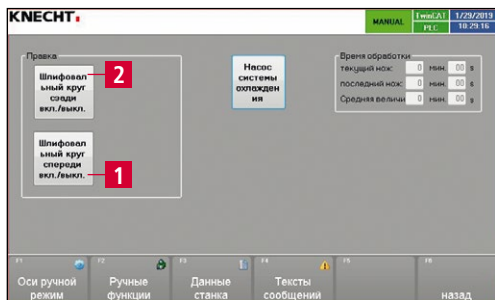 KNECHT
MANUAL
TwinCAT
PLC
1/29/2019
10:29:16
Правка
Шлифовал
ьный круг
сзади
вкл./выкл.
2
Шлифовал
ьный круг
спереди
вкл./выкл.
1
Насос
системы
охлажден
ия
Время обработки
текущий нож: 0 мин. 00 s
последний нож: 0 мин. 00 s
Средняя величи 0 мин. 00 s
F1
Оси ручной
режим
F2
Ручные
функции
F3
Данные
станка
F4
Тексты
сообщений
F5
назад